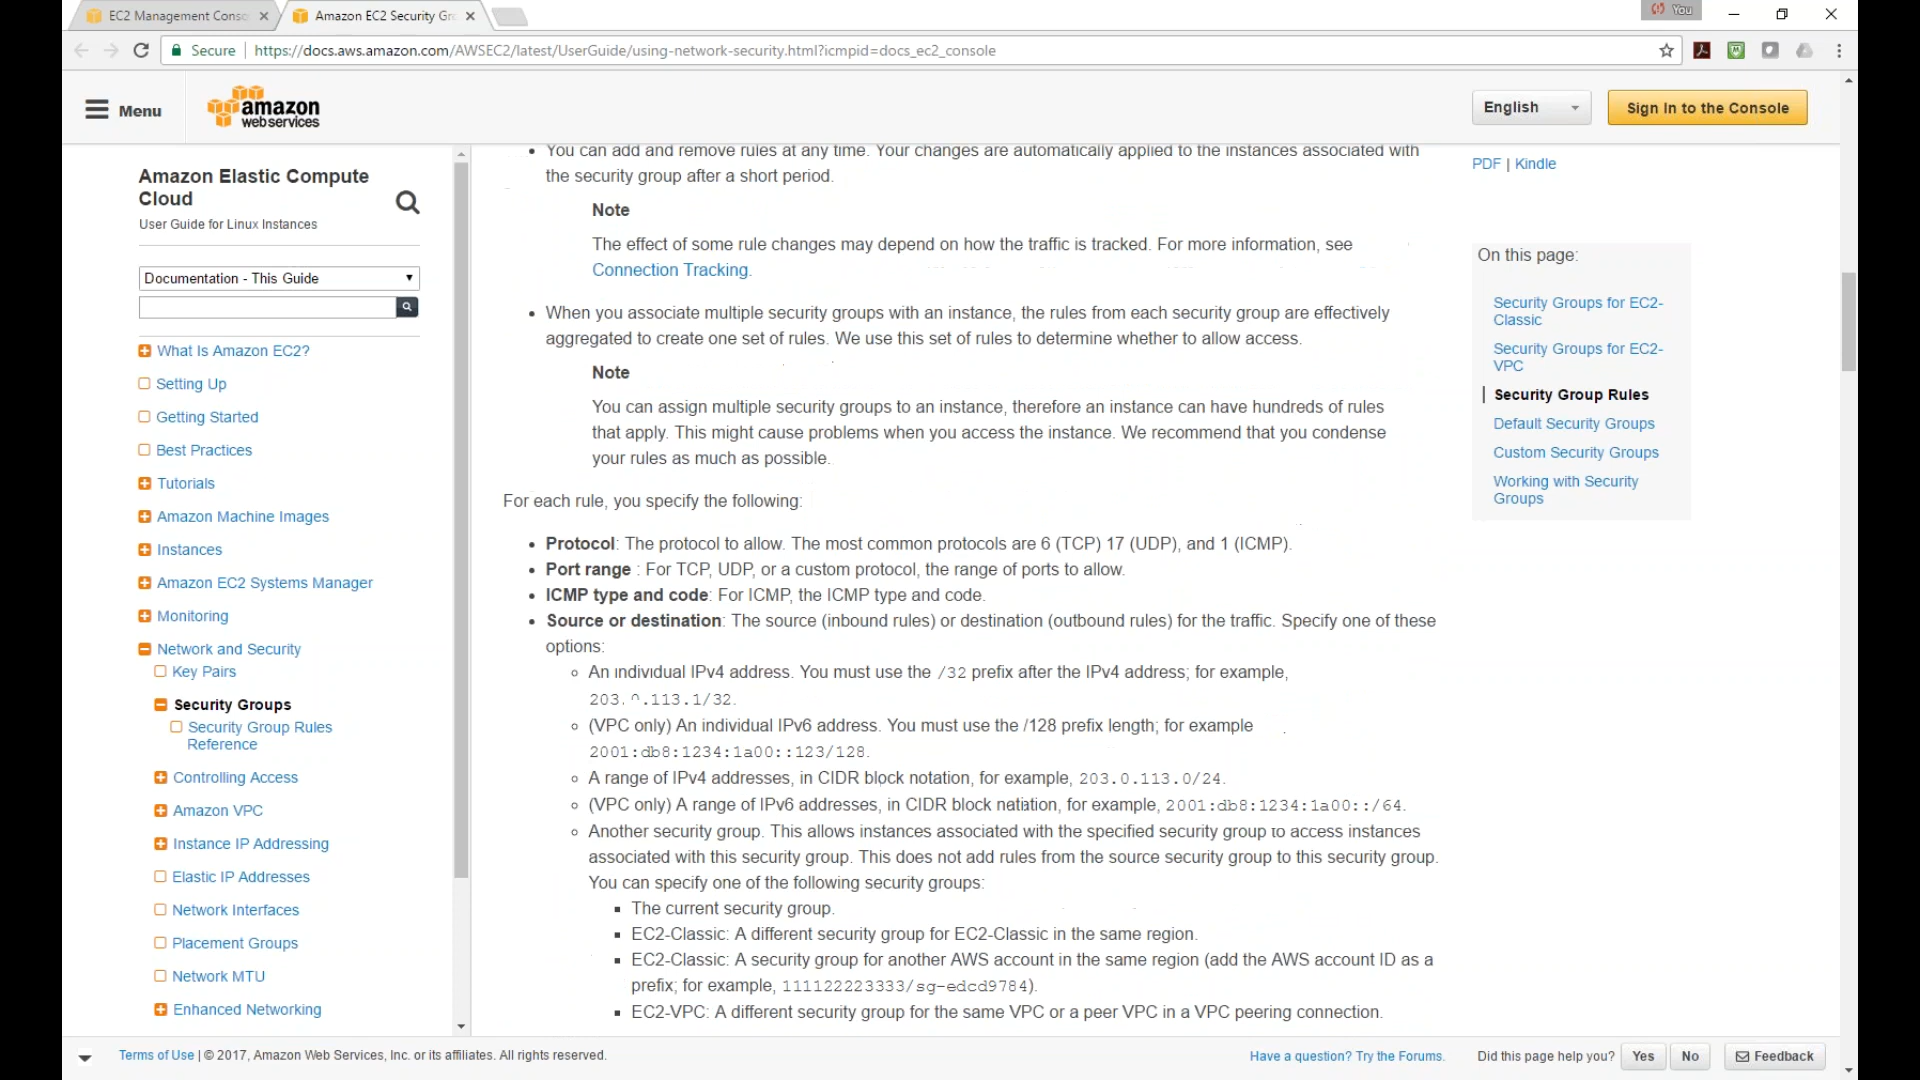 EC2 Management Conso
Amazon EC2 Security Gr
You
Secure
https://docs.aws.amazon.com/AWSEC2/latest/UserGuide/using-network-security.html?icmpid=docs_ec2_console
Menu
amazon
webservices
English
Sign In to the Console
Amazon Elastic Compute
Cloud
User Guide for Linux Instances
Documentation - This Guide
What Is Amazon EC2?
Setting Up
Getting Started
Best Practices
Tutorials
Amazon Machine Images
Instances
Amazon EC2 Systems Manager
Monitoring
Network and Security
Key Pairs
Security Groups
Security Group Rules
Reference
Controlling Access
Amazon VPC
Instance IP Addressing
Elastic IP Addresses
Network Interfaces
Placement Groups
Network MTU
Enhanced Networking
You can add and remove rules at any time. Your changes are automatically applied to the instances associated with
the security group after a short period.
Note
The effect of some rule changes may depend on how the traffic is tracked. For more information, see
Connection Tracking.
When you associate multiple security groups with an instance, the rules from each security group are effectively
aggregated to create one set of rules. We use this set of rules to determine whether to allow access.
Note
You can assign multiple security groups to an instance, therefore an instance can have hundreds of rules
that apply. This might cause problems when you access the instance. We recommend that you condense
your rules as much as possible.
For each rule, you specify the following:
Protocol: The protocol to allow. The most common protocols are 6 (TCP) 17 (UDP), and 1 (ICMP).
Port range : For TCP, UDP, or a custom protocol, the range of ports to allow.
ICMP type and code: For ICMP, the ICMP type and code.
Source or destination: The source (inbound rules) or destination (outbound rules) for the traffic. Specify one of these
options:
An individual IPv4 address. You must use the /32 prefix after the IPv4 address; for example,
203.0.113.1/32.
(VPC only) An individual IPv6 address. You must use the /128 prefix length; for example
2001:db8:1234:1a00::123/128.
A range of IPv4 addresses, in CIDR block notation, for example, 203.0.113.0/24.
(VPC only) A range of IPv6 addresses, in CIDR block notation, for example, 2001:db8:1234:1a00::/64.
Another security group. This allows instances associated with the specified security group to access instances
associated with this security group. This does not add rules from the source security group to this security group.
You can specify one of the following security groups:
The current security group.
EC2-Classic: A different security group for EC2-Classic in the same region.
EC2-Classic: A security group for another AWS account in the same region (add the AWS account ID as a
prefix; for example, 111122223333/sg-edcd9784).
EC2-VPC: A different security group for the same VPC or a peer VPC in a VPC peering connection.
PDF | Kindle
On this page:
Security Groups for EC2-
Classic
Security Groups for EC2-
VPC
Security Group Rules
Default Security Groups
Custom Security Groups
Working with Security
Groups
Terms of Use | © 2017, Amazon Web Services, Inc. or its affiliates. All rights reserved.
Have a question? Try the Forums.
Did this page help you?
Yes
No
Feedback